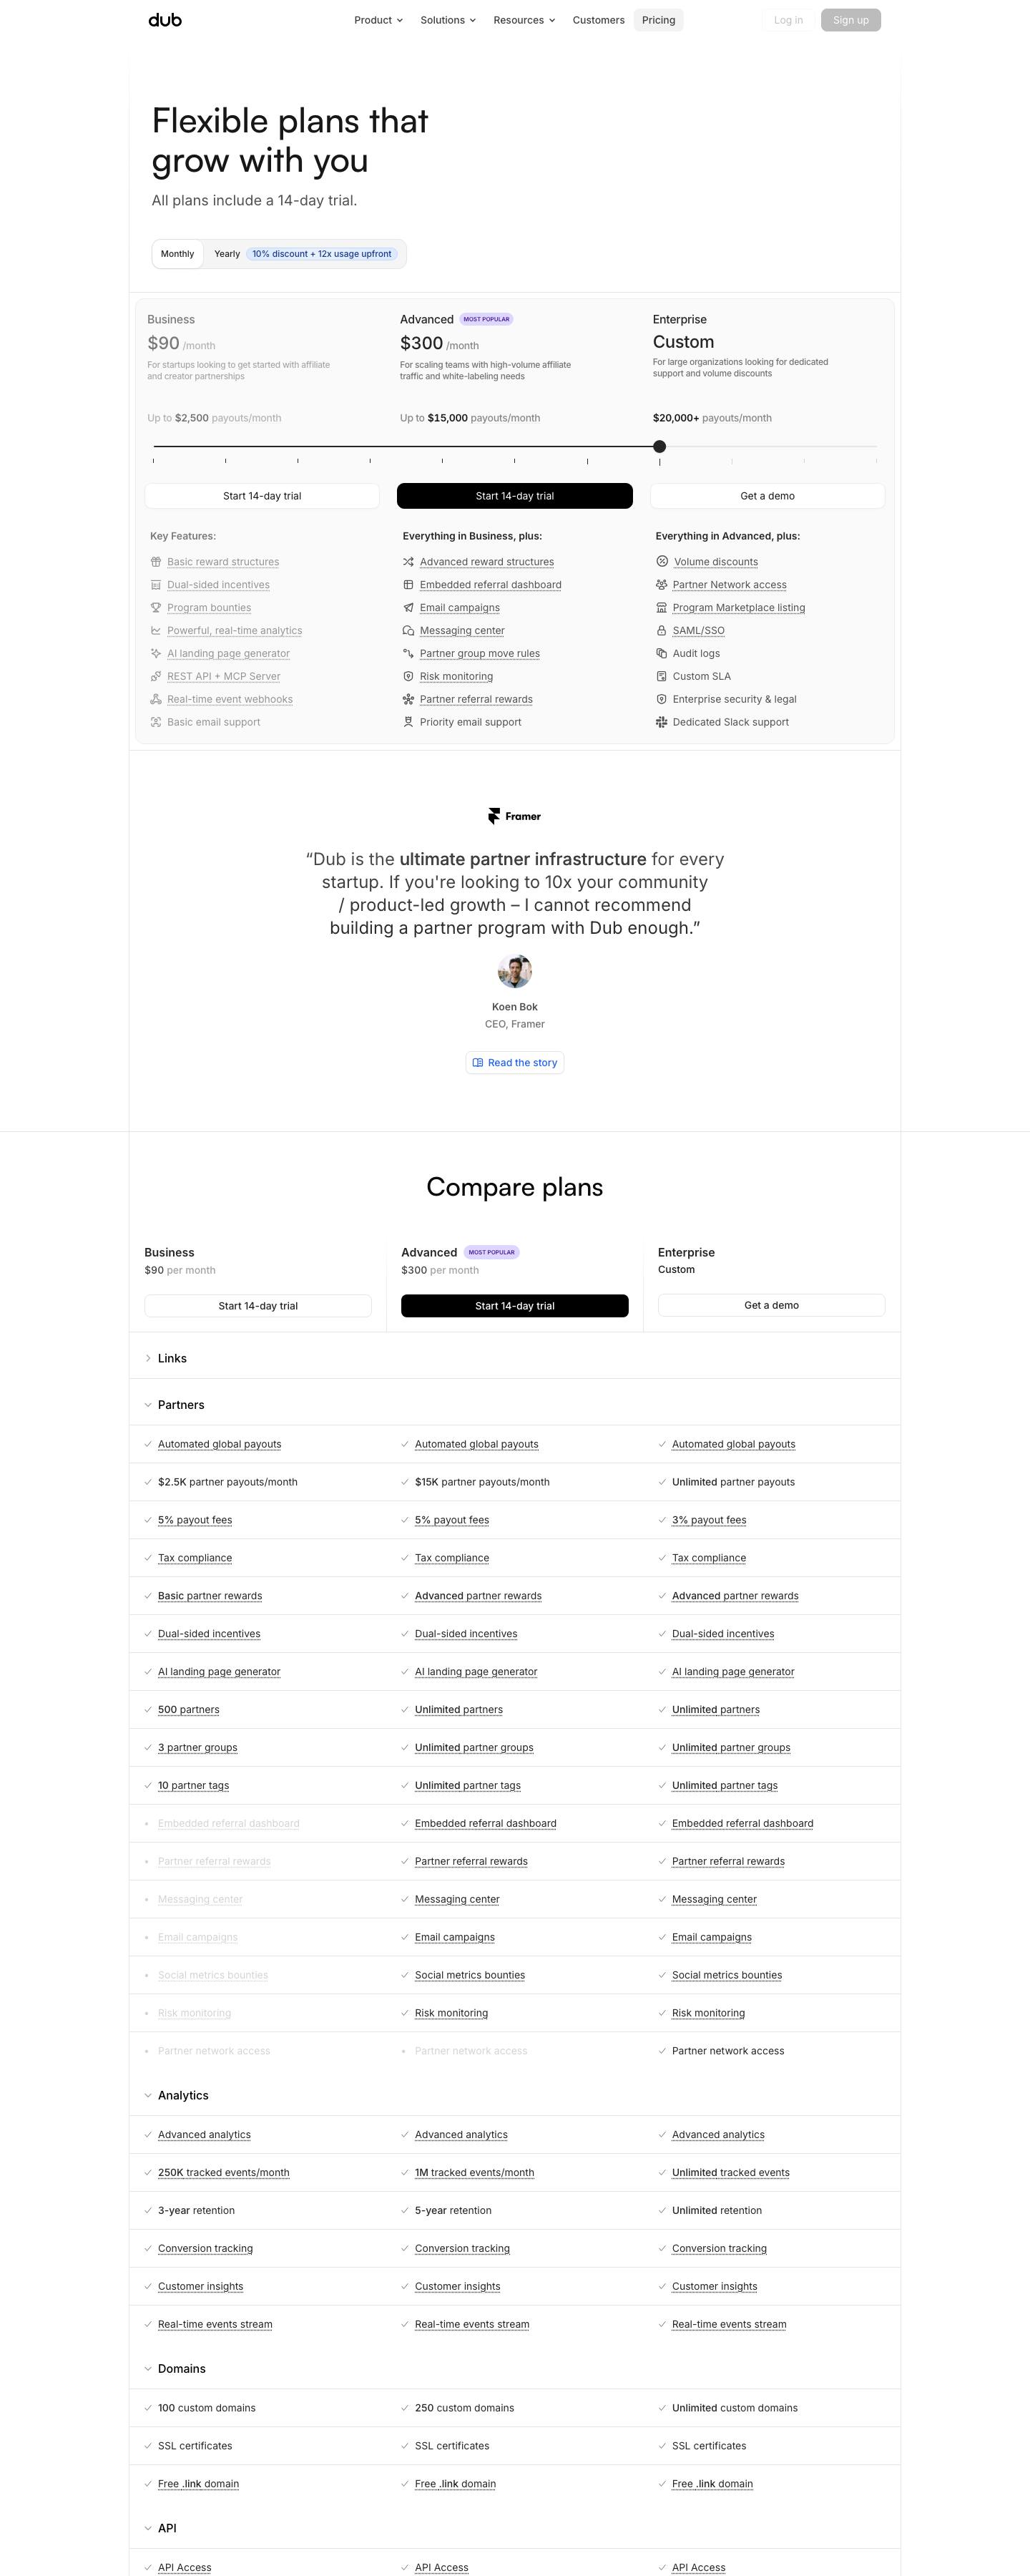 dub
Product
Solutions
Resources
Customers
Pricing
Log in
Sign up
Flexible plans that
grow with you
All plans include a 14-day trial.
Monthly
Yearly
10% discount + 12x usage upfront
Business
$90 /month
For startups looking to get started with affiliate
and creator partnerships
Advanced MOST POPULAR
$300 /month
For scaling teams with high-volume affiliate
traffic and white-labeling needs
Enterprise
Custom
For large organizations looking for dedicated
support and volume discounts
Up to $2,500 payouts/month
Up to $15,000 payouts/month
$20,000+ payouts/month
Start 14-day trial
Start 14-day trial
Get a demo
Key Features:
Basic reward structures
Dual-sided incentives
Program bounties
Powerful, real-time analytics
AI landing page generator
REST API + MCP Server
Real-time event webhooks
Basic email support
Everything in Business, plus:
Advanced reward structures
Embedded referral dashboard
Email campaigns
Messaging center
Partner group move rules
Risk monitoring
Partner referral rewards
Priority email support
Everything in Advanced, plus:
Volume discounts
Partner Network access
Program Marketplace listing
SAML/SSO
Audit logs
Custom SLA
Enterprise security & legal
Dedicated Slack support
Framer
“Dub is the ultimate partner infrastructure for every
startup. If you're looking to 10x your community
/ product-led growth – I cannot recommend
building a partner program with Dub enough.”
Koen Bok
CEO, Framer
Read the story
Compare plans
Business
$90 per month
Start 14-day trial
Advanced MOST POPULAR
$300 per month
Start 14-day trial
Enterprise
Custom
Get a demo
Links
Partners
Automated global payouts
Automated global payouts
Automated global payouts
$2.5K partner payouts/month
$15K partner payouts/month
Unlimited partner payouts
5% payout fees
5% payout fees
3% payout fees
Tax compliance
Tax compliance
Tax compliance
Basic partner rewards
Advanced partner rewards
Advanced partner rewards
Dual-sided incentives
Dual-sided incentives
Dual-sided incentives
AI landing page generator
AI landing page generator
AI landing page generator
500 partners
Unlimited partners
Unlimited partners
3 partner groups
Unlimited partner groups
Unlimited partner groups
10 partner tags
Unlimited partner tags
Unlimited partner tags
Embedded referral dashboard
Embedded referral dashboard
Embedded referral dashboard
Partner referral rewards
Partner referral rewards
Partner referral rewards
Messaging center
Messaging center
Messaging center
Email campaigns
Email campaigns
Email campaigns
Social metrics bounties
Social metrics bounties
Social metrics bounties
Risk monitoring
Risk monitoring
Risk monitoring
Partner network access
Partner network access
Partner network access
Analytics
Advanced analytics
Advanced analytics
Advanced analytics
250K tracked events/month
1M tracked events/month
Unlimited tracked events
3-year retention
5-year retention
Unlimited retention
Conversion tracking
Conversion tracking
Conversion tracking
Customer insights
Customer insights
Customer insights
Real-time events stream
Real-time events stream
Real-time events stream
Domains
100 custom domains
250 custom domains
Unlimited custom domains
SSL certificates
SSL certificates
SSL certificates
Free .link domain
Free .link domain
Free .link domain
API
API Access
API Access
API Access